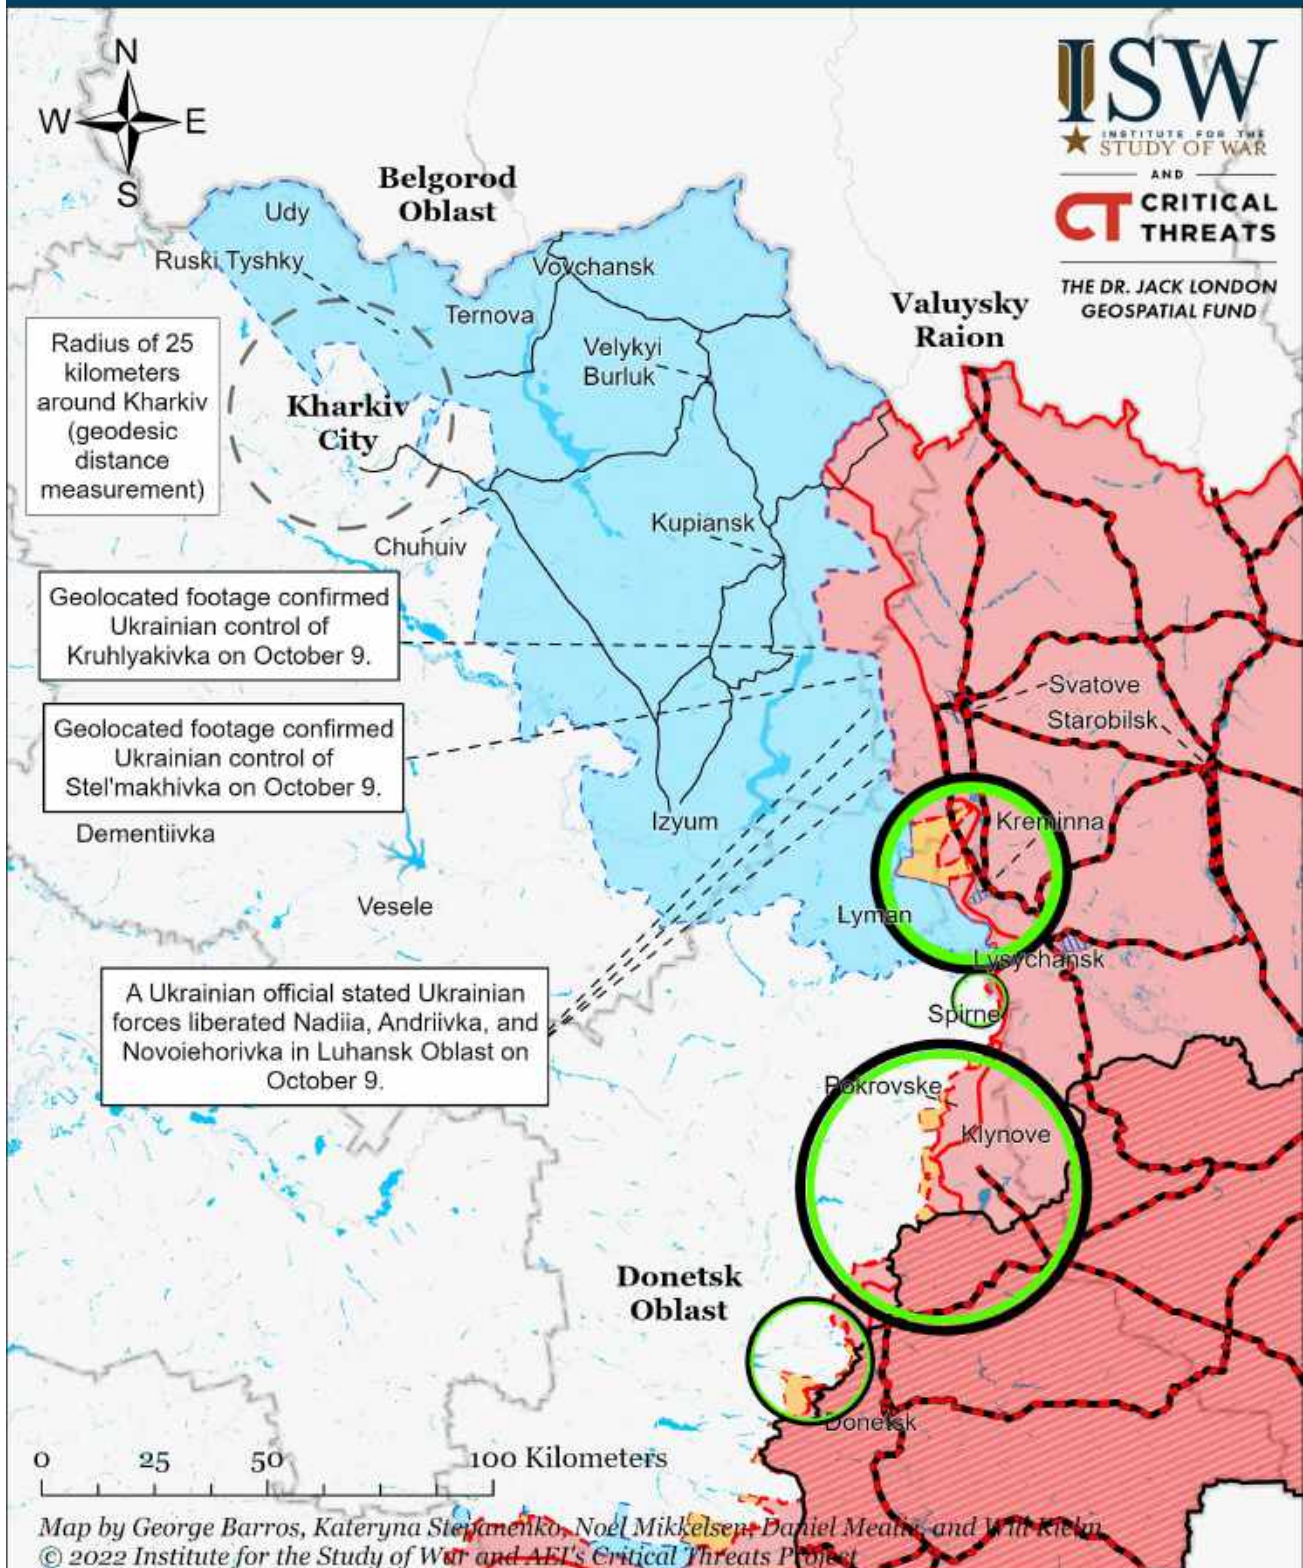 N
W
E
S
ISW
INSTITUTE FOR THE
STUDY OF WAR
AND
CT CRITICAL
THREATS
THE DR. JACK LONDON
GEOSPATIAL FUND
Belgorod
Oblast
Udy
Ruski Tyshky
Vovchansk
Ternova
Valuysky
Raion
Radius of 25
kilometers
around Kharkiv
(geodesic
distance
measurement)
Velykyi
Burluk
Kharkiv
City
Kupiansk
Chuhuiv
Geolocated footage confirmed
Ukrainian control of
Kruhlyakivka on October 9.
Svatove
Starobilsk
Geolocated footage confirmed
Ukrainian control of
Stel'makhivka on October 9.
Dementiivka
Izyum
Kreminna
Vesele
Lyman
Lysychansk
A Ukrainian official stated Ukrainian
forces liberated Nadiia, Andriivka, and
Novoiehorivka in Luhansk Oblast on
October 9.
Spirne
Pokrovske
Klynove
Donetsk
Oblast
Donetsk
0 25 50 100 Kilometers
Map by George Barros, Kateryna Stepanenko, Noel Mikkelsen, Daniel Mealie, and Will Kielm
© 2022 Institute for the Study of War and AEI's Critical Threats Project